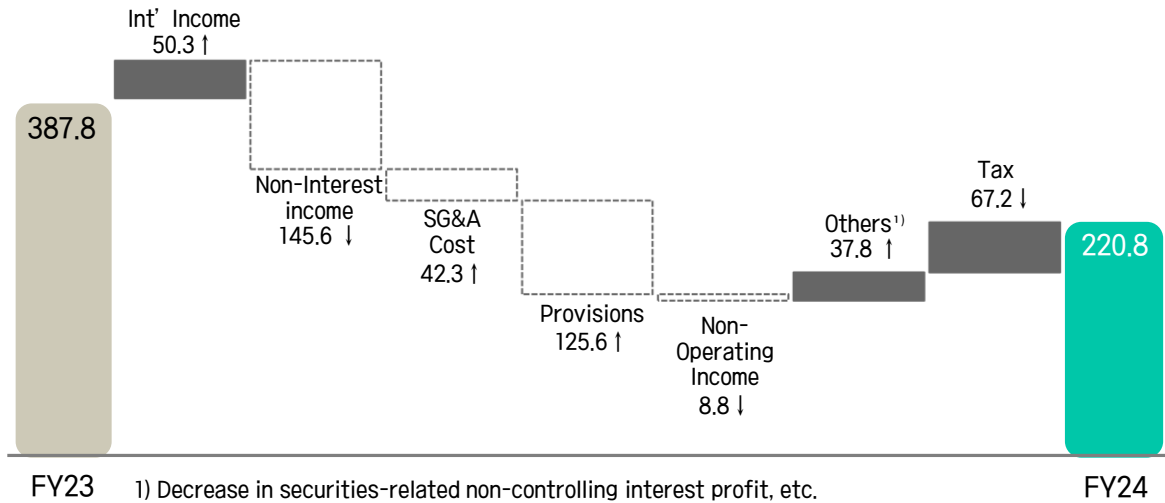 Int' Income
50.3 ↑
387.8
Non-Interest
income
145.6 ↓
SG&A
Cost
42.3 ↑
Provisions
125.6 ↑
Non-
Operating
Income
8.8 ↓
Others¹⁾
37.8 ↑
Tax
67.2 ↓
220.8
FY23
1) Decrease in securities-related non-controlling interest profit, etc.
FY24